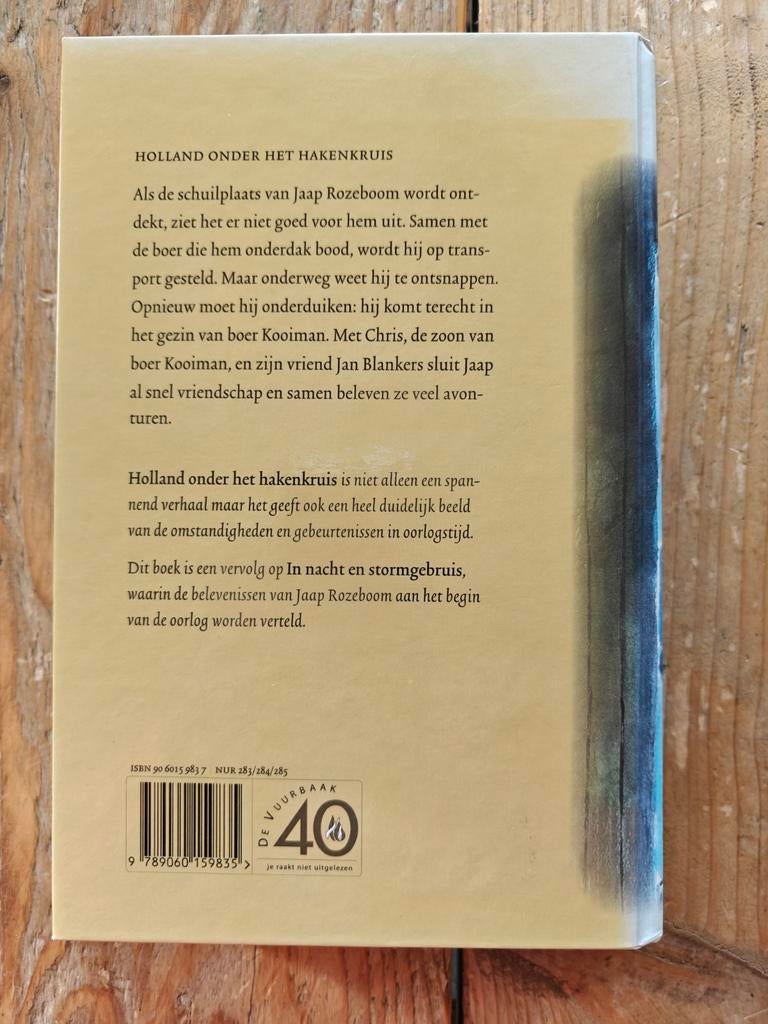 HOLLAND ONDER HET HAKENKRUIS
Als de schuilplaats van Jaap Rozeboom wordt ont-
dekt, ziet het er niet goed voor hem uit. Samen met
de boer die hem onderdak bood, wordt hij op trans-
port gesteld. Maar onderweg weet hij te ontsnappen.
Opnieuw moet hij onderduiken: hij komt terecht in
het gezin van boer Kooiman. Met Chris, de zoon van
boer Kooiman, en zijn vriend Jan Blankers sluit Jaap
al snel vriendschap en samen beleven ze veel avon-
turen.
Holland onder het hakenkruis is niet alleen een span-
nend verhaal maar het geeft ook een heel duidelijk beeld
van de omstandigheden en gebeurtenissen in oorlogstijd.
Dit boek is een vervolg op In nacht en stormgebruis,
waarin de belevenissen van Jaap Rozeboom aan het begin
van de oorlog worden verteld.
ISBN 90 6015 983 7 NUR 283/284/285
9 789060 159835 >
DE VUURBAAK
40
je raakt niet uitgelezen